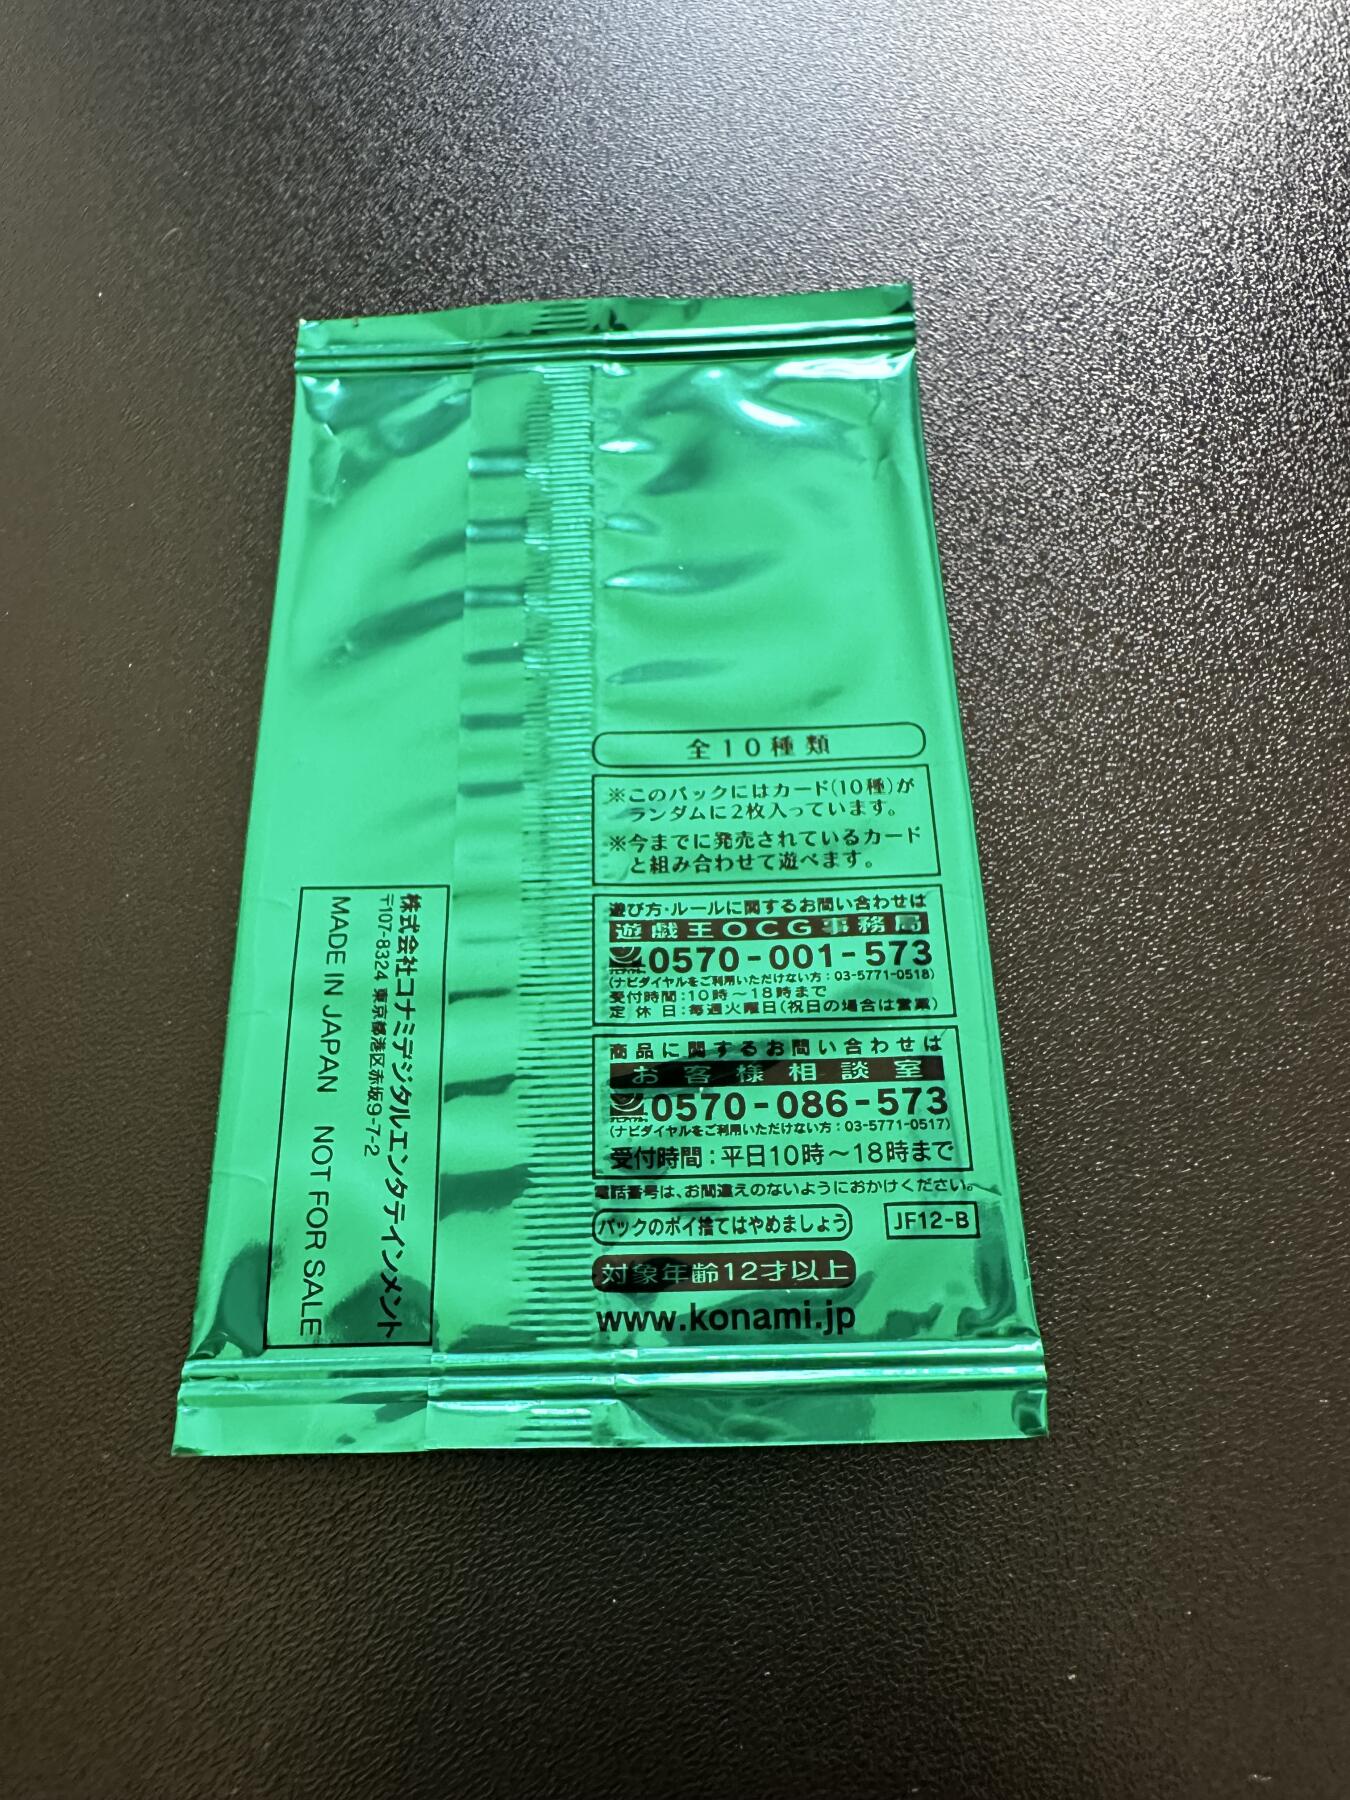 全10種類
※このパックにはカード(10種)が
ランダムに2枚入っています。
※今までに発売されているカード
と組み合わせて遊べます。
遊び方・ルールに関するお問い合わせは
遊戯王OCG事務局
0570-001-573
(ナビダイヤルをご利用いただけない方:03-5771-0518)
受付時間:10時〜18時まで
定休日:毎週火曜日(祝日の場合は営業)
商品に関するお問い合わせは
お客様相談室
0570-086-573
(ナビダイヤルをご利用いただけない方:03-5771-0517)
受付時間:平日10時〜18時まで
電話番号は、お間違えのないようにおかけください。
パックのポイ捨てはやめましょう
JF12-B
対象年齢12才以上
www.konami.jp
株式会社コナミデジタルエンタテインメント
〒107-8324 東京都港区赤坂9-7-2
MADE IN JAPAN NOT FOR SALE